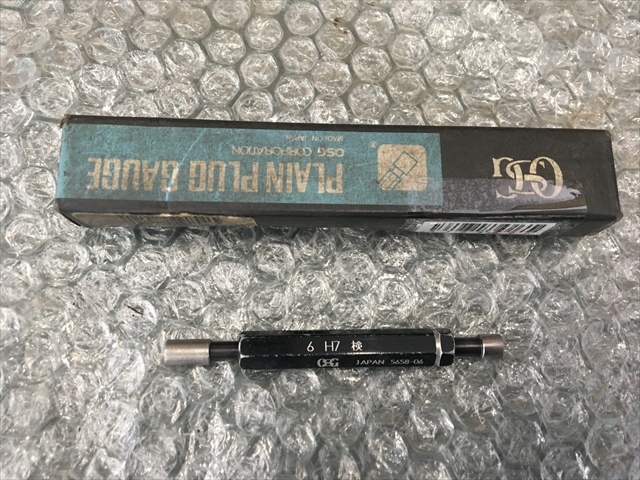 PLAIN PLUG GAUGE
OSG CORPORATION
MADE IN JAPAN
OSG
6 H7 検
OSG JAPAN 5658-06